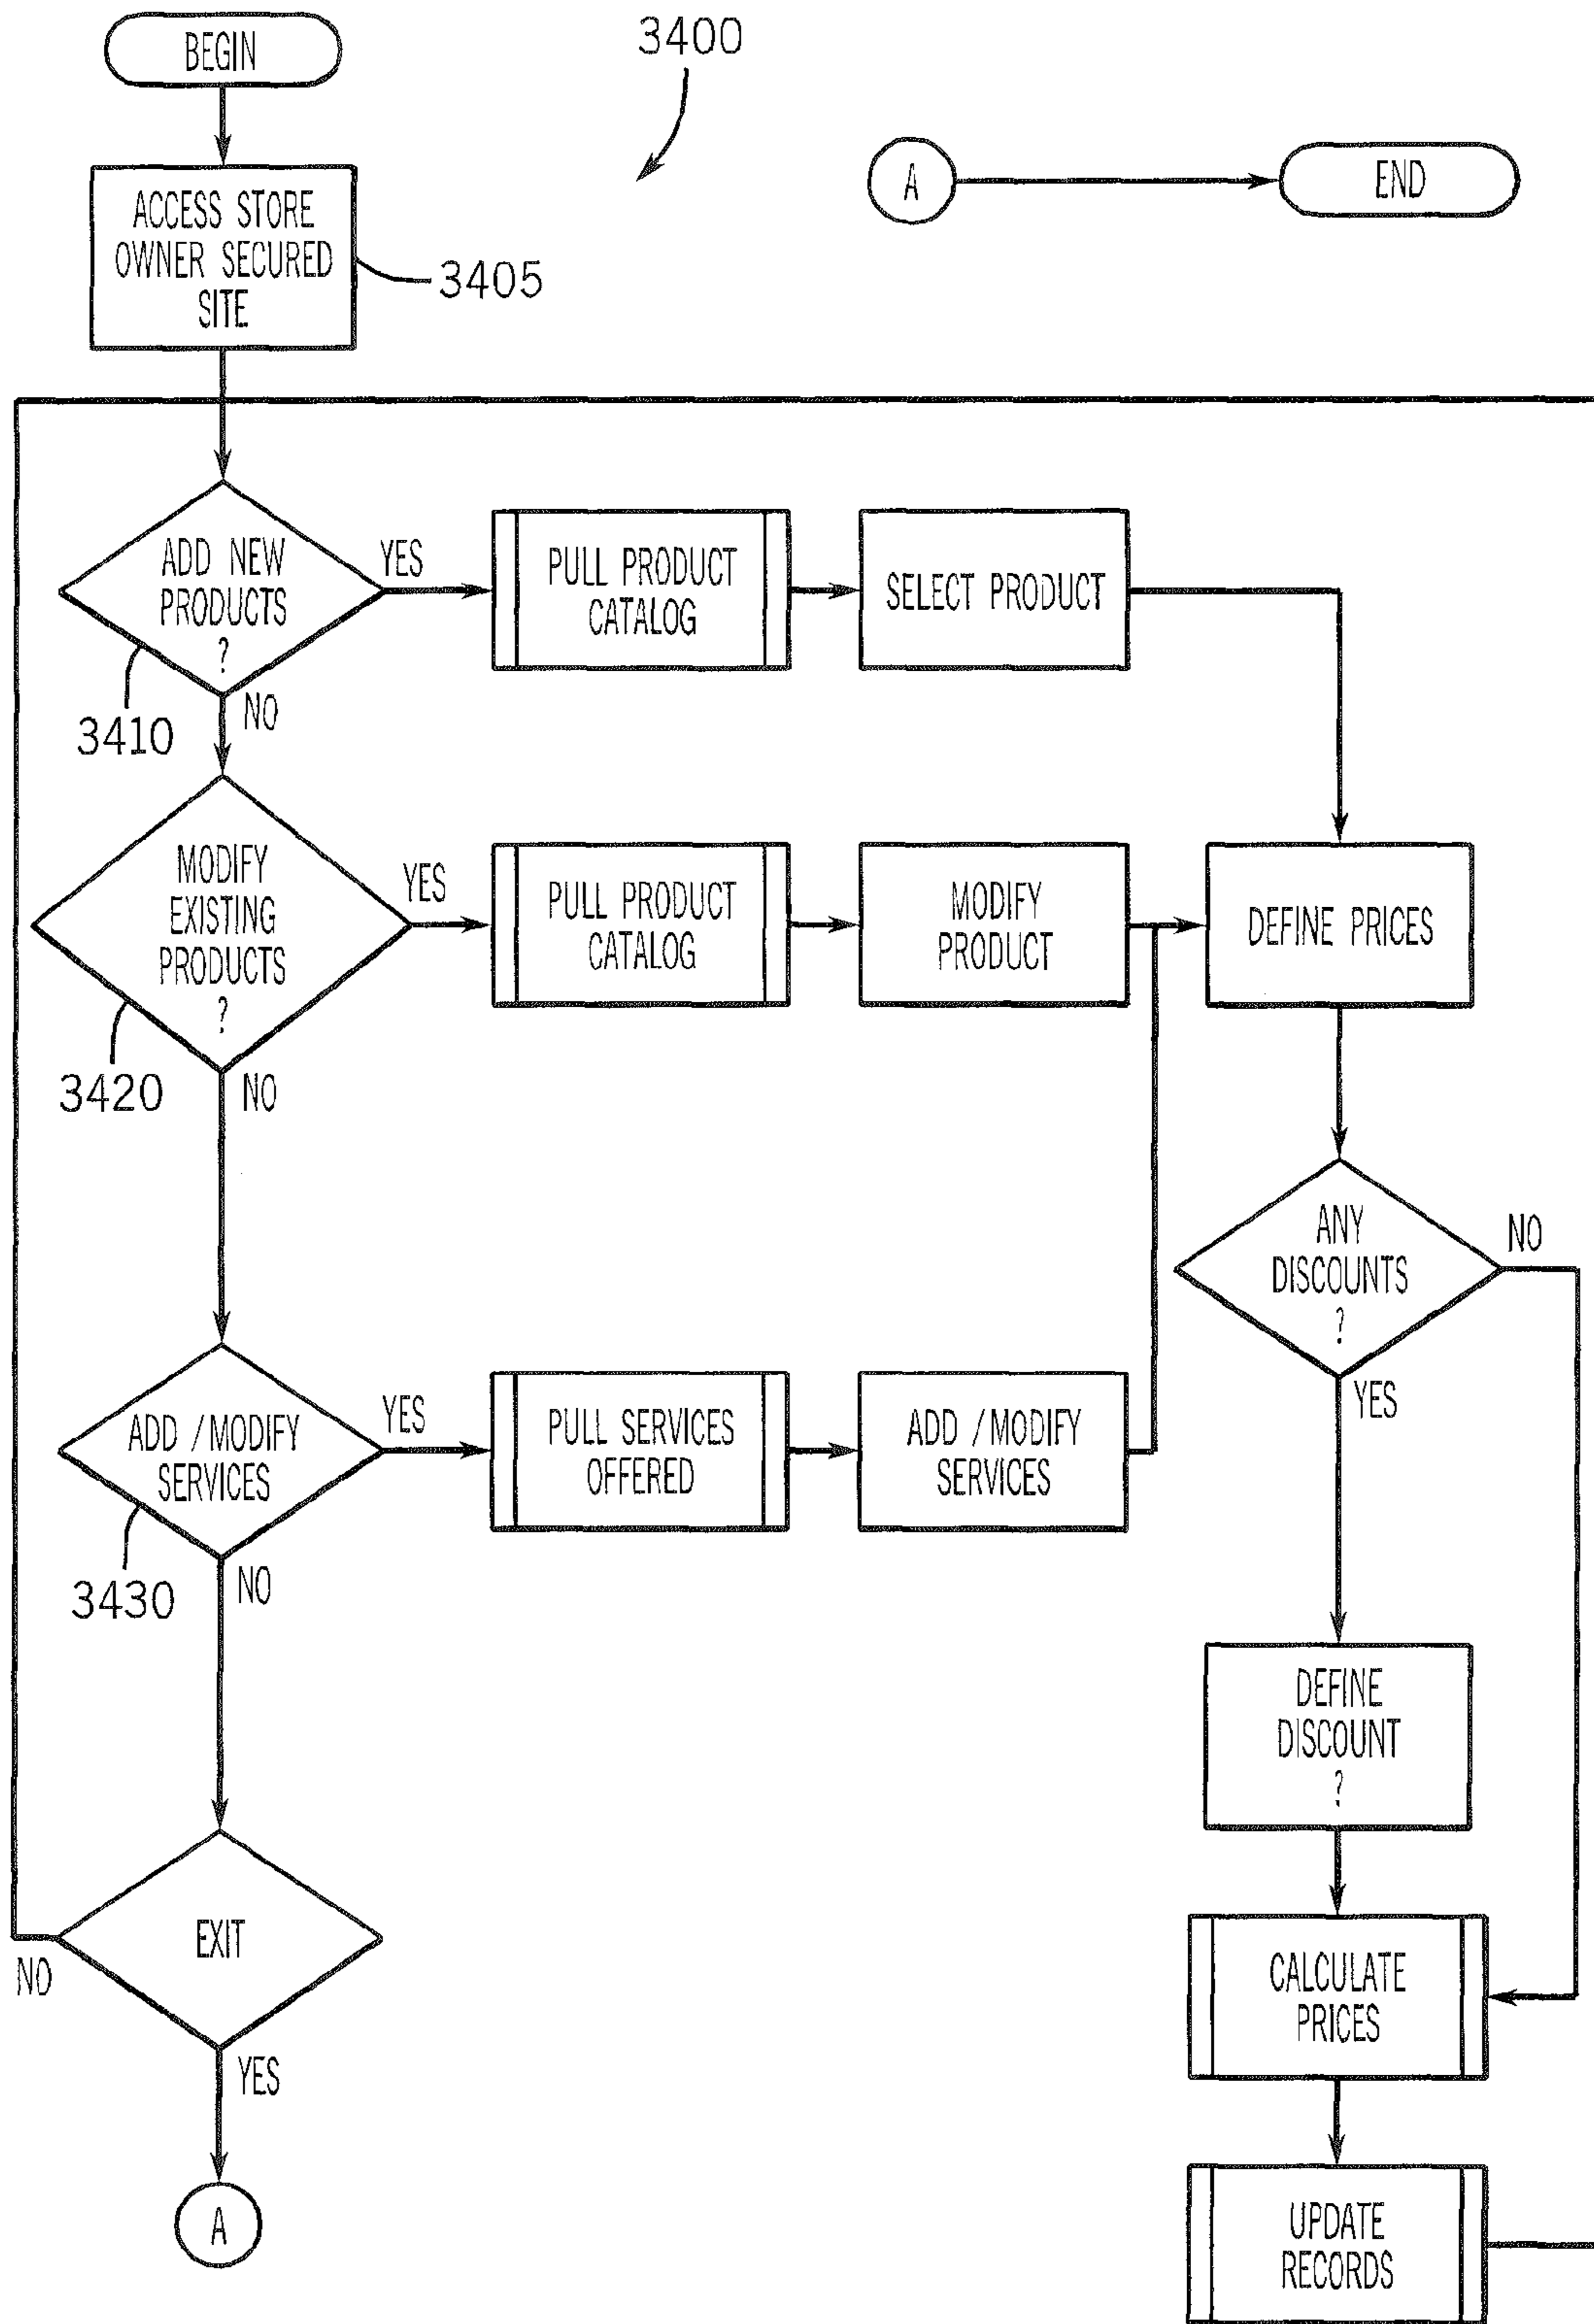 BEGIN
3400
A
END
ACCESS STORE
OWNER SECURED
SITE
3405
ADD NEW
PRODUCTS
?
YES
NO
3410
PULL PRODUCT
CATALOG
SELECT PRODUCT
MODIFY
EXISTING
PRODUCTS
?
YES
NO
3420
PULL PRODUCT
CATALOG
MODIFY
PRODUCT
DEFINE PRICES
ANY
DISCOUNTS
?
NO
YES
ADD / MODIFY
SERVICES
YES
NO
3430
PULL SERVICES
OFFERED
ADD / MODIFY
SERVICES
DEFINE
DISCOUNT
?
EXIT
NO
YES
CALCULATE
PRICES
A
UPDATE
RECORDS